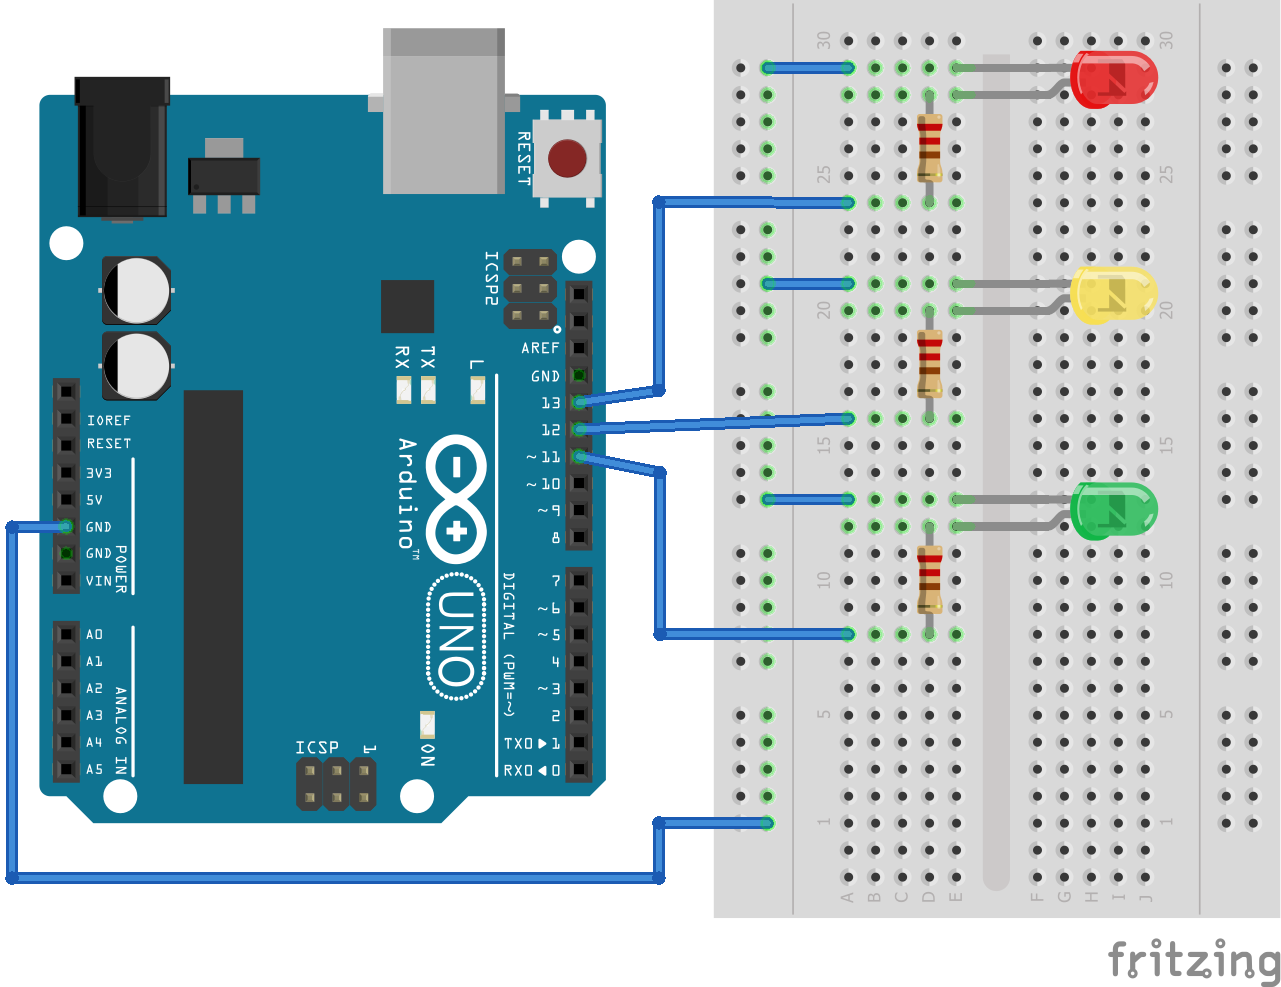 RESET
ICSP2
AREF
GND
13
12
~11
~10
~9
8
RX
TX
L
IOREF
RESET
3V3
5V
GND
GND
VIN
POWER
Arduino™
UNO
DIGITAL (PWM=~)
7
~6
~5
4
~3
2
TX0▶1
RX0◀0
A0
A1
A2
A3
A4
A5
ANALOG IN
ICSP
1
ON
30
25
20
15
10
5
1
A B C D E F G H I J
30
25
20
15
10
5
1
fritzing